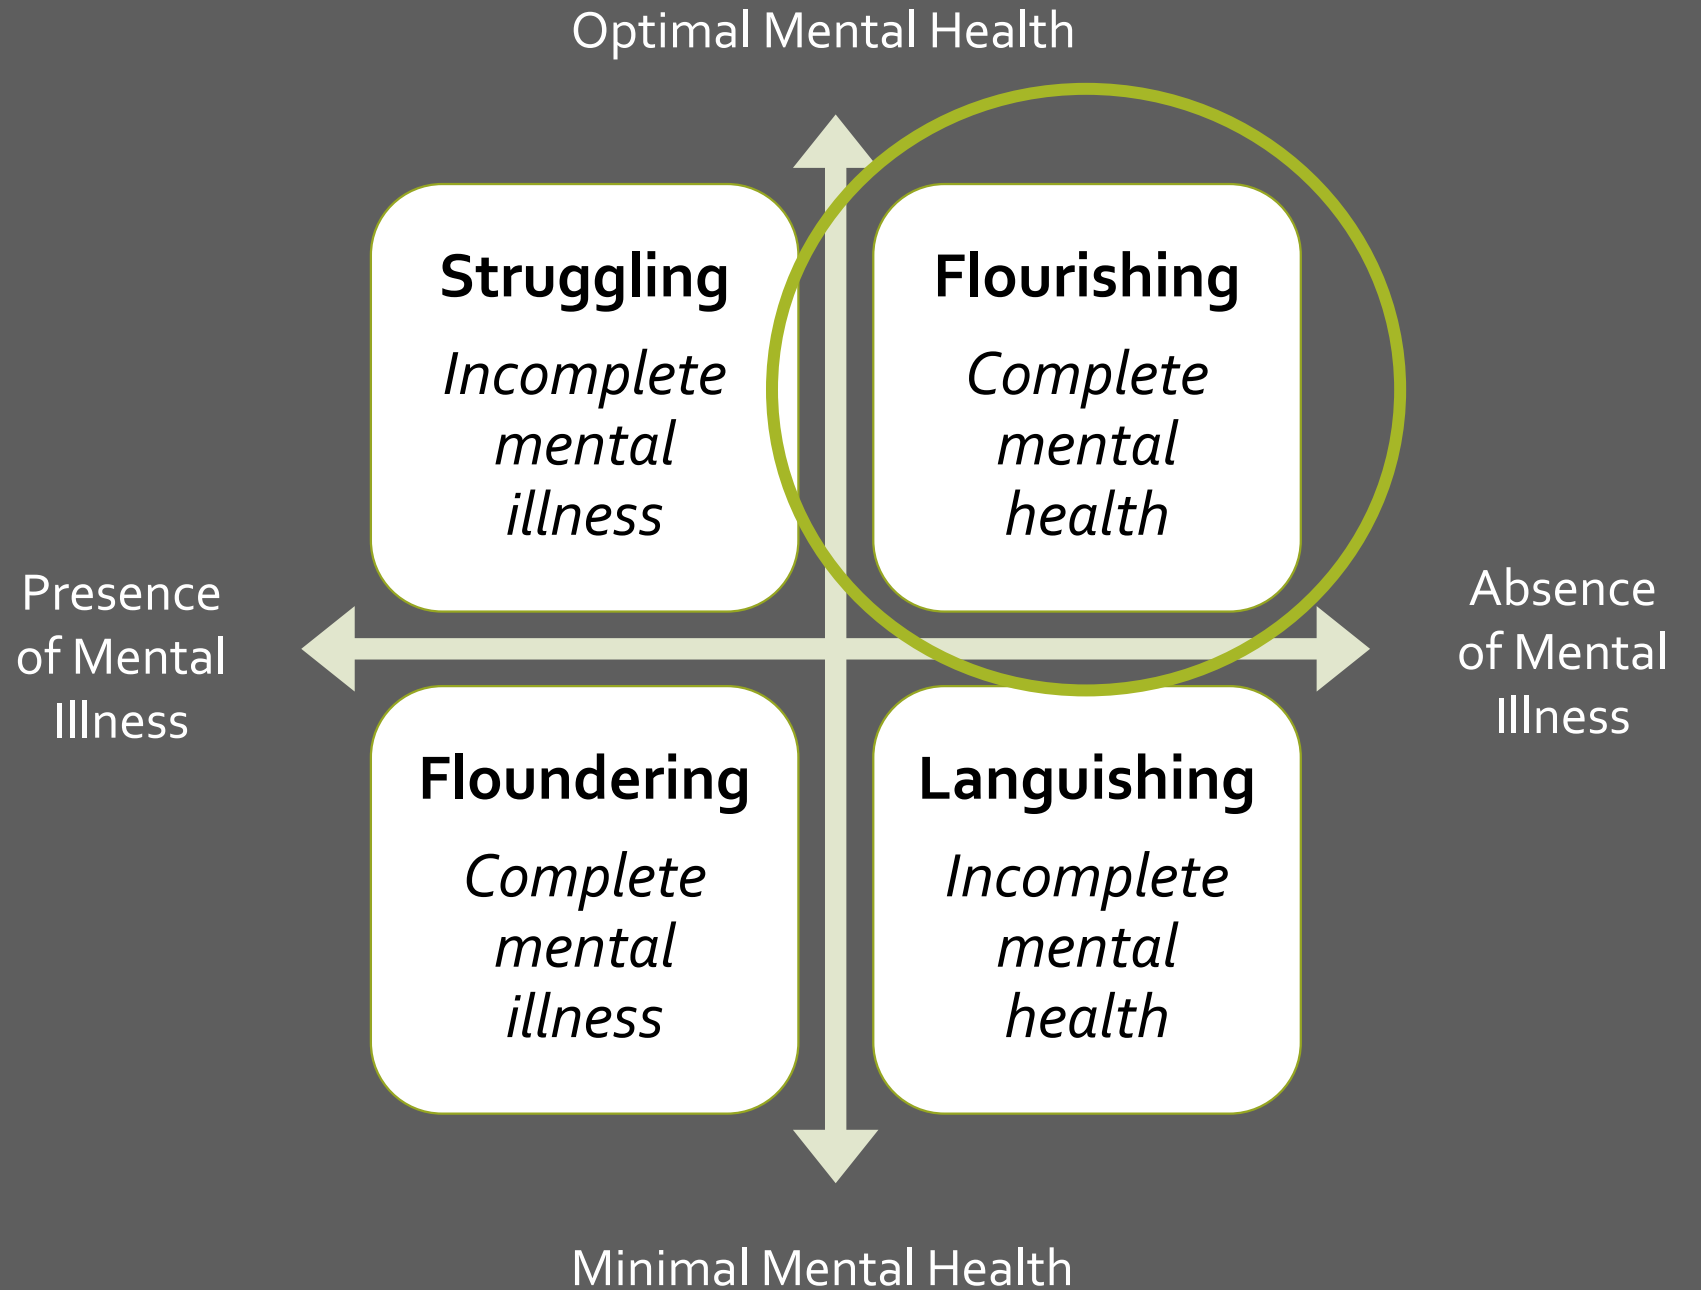 Optimal Mental Health
Struggling
Incomplete
mental
illness
Flourishing
Complete
mental
health
Presence
of Mental
Illness
Absence
of Mental
Illness
Floundering
Complete
mental
illness
Languishing
Incomplete
mental
health
Minimal Mental Health